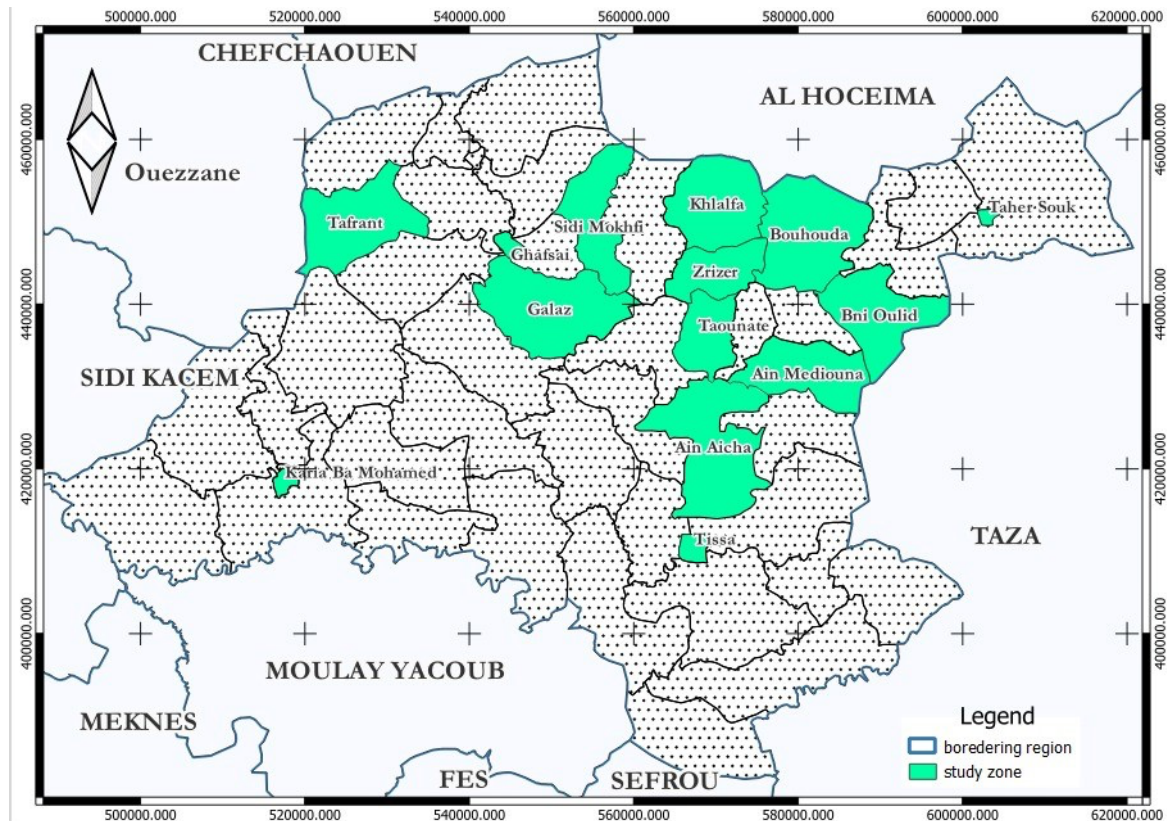 500000.000 520000.000 540000.000 560000.000 580000.000 600000.000 620000.000
CHEFCHAOUEN
AL HOCEIMA
460000.000
460000.000
Ouezzane
Tafrant
Sidi Mokhfi
Khlalfa
Taher Souk
Bouhouda
Ghafsai
Zrizer
440000.000
440000.000
Galaz
Taounate
Bni Oulid
SIDI KACEM
Ain Mediouna
Ain Aicha
420000.000
420000.000
Karia Ba Mohamed
Tissa
TAZA
400000.000
400000.000
MOULAY YACOUB
MEKNES
FES
SEFROU
Legend
boredering region
study zone
500000.000 520000.000 540000.000 560000.000 580000.000 600000.000 620000.000